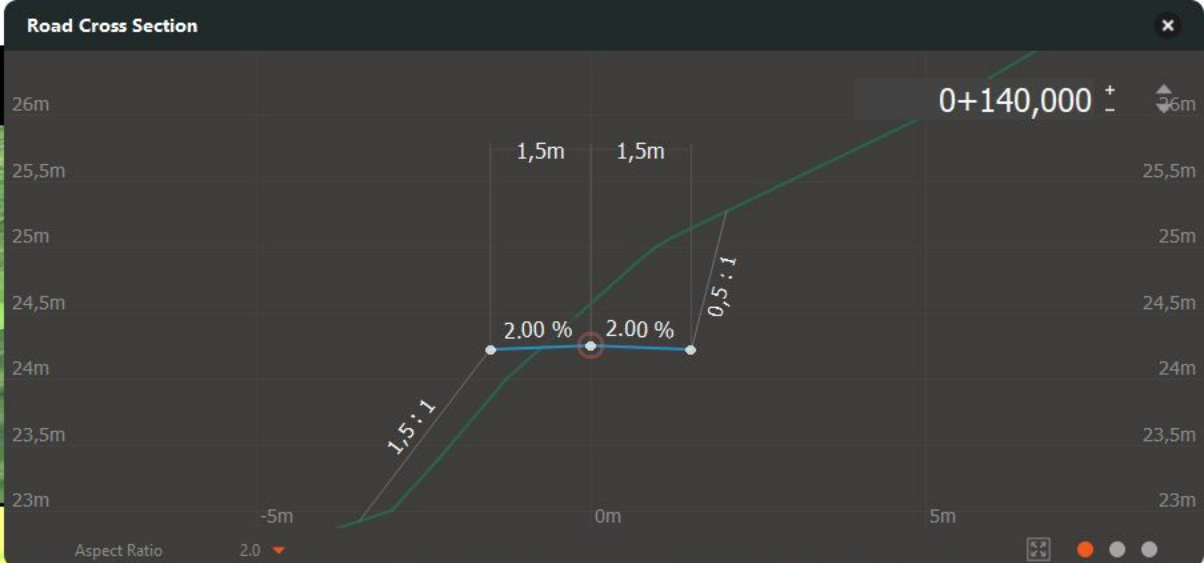 Road Cross Section
0+140,000 + −
26m 26m
1,5m 1,5m
25,5m 25,5m
25m 25m
0,5 : 1
24,5m 24,5m
2.00 % 2.00 %
24m 24m
1,5 : 1
23,5m 23,5m
23m 23m
-5m 0m 5m
Aspect Ratio 2.0